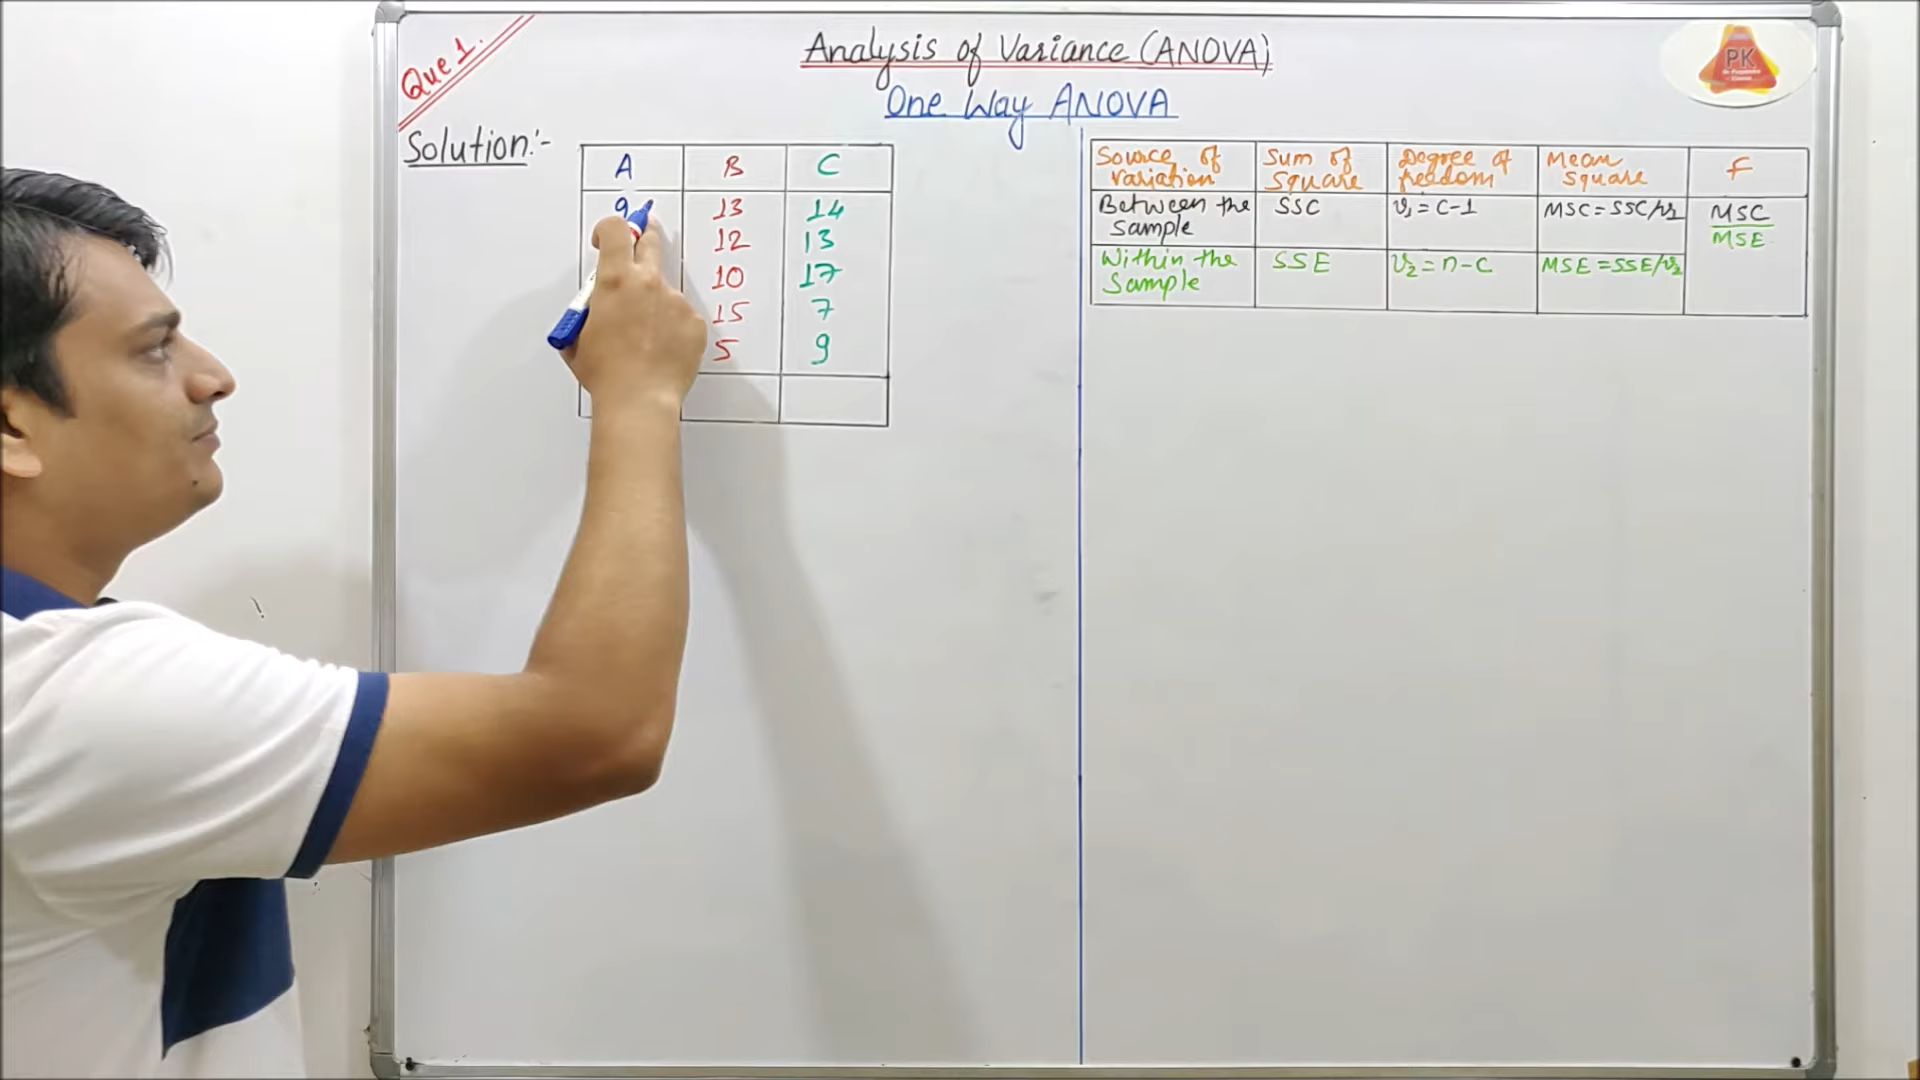 Que 1.
Analysis of Variance (ANOVA)
One Way ANOVA
PK
Solution:-
A B C
9 13 14
12 13
10 17
15 7
5 9
Source of variation Sum of Square Degree of freedom Mean Square F
Between the Sample SSC v₁ = C-1 MSC = SSC/v₁ MSC/MSE
Within the Sample SSE v₂ = n-C MSE = SSE/v₂